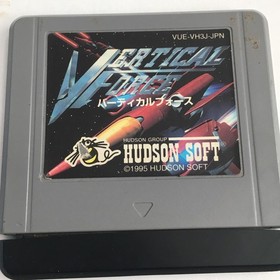 VUE-VH3J-JPN
VERTICAL
FORCE
バーティカルフォース
HUDSON GROUP
HUDSON SOFT
©1995 HUDSON SOFT